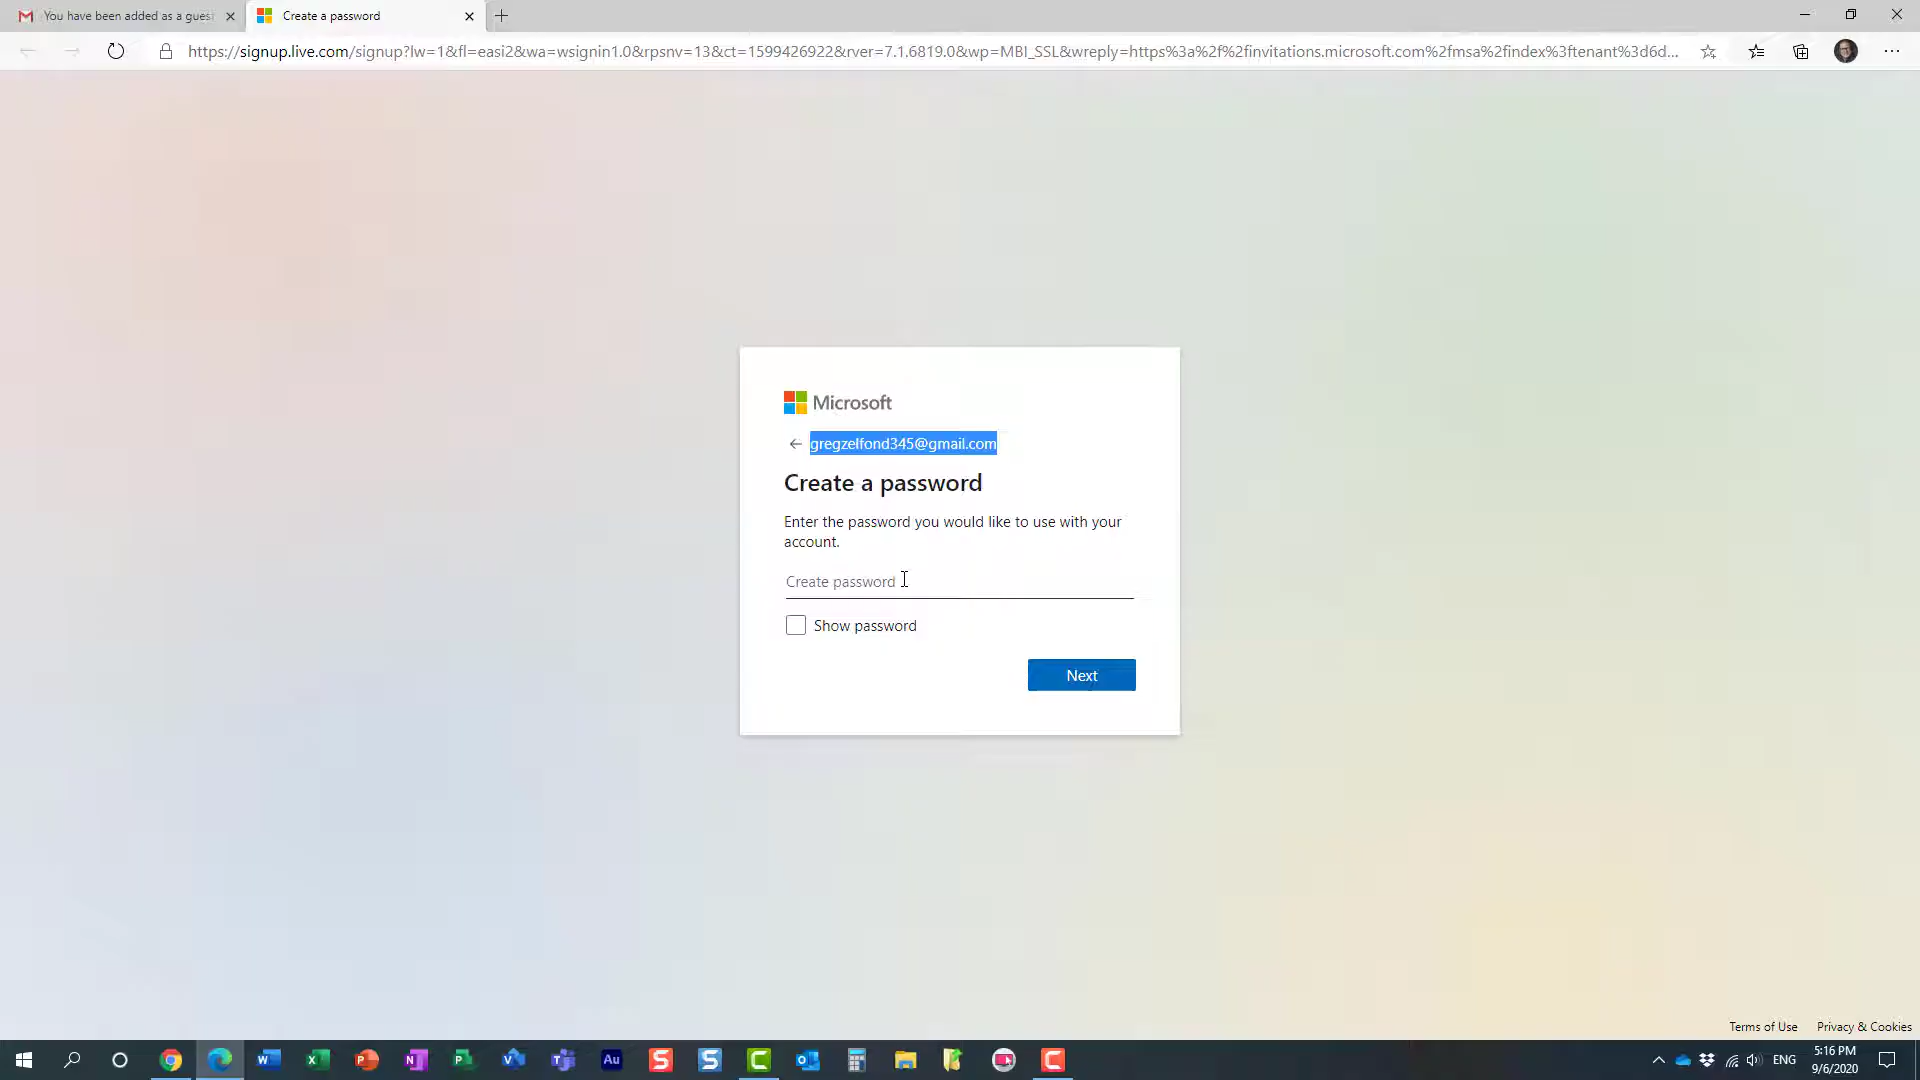 You have been added as a gues
Create a password
https://signup.live.com/signup?lw=1&fl=easi2&wa=wsignin1.0&rpsnv=13&ct=1599426922&rver=7.1.6819.0&wp=MBI_SSL&wreply=https%3a%2f%2finvitations.microsoft.com%2fmsa%2findex%3ftenant%3d6d...
Microsoft
gregzelfond345@gmail.com
Create a password
Enter the password you would like to use with your
account.
Create password
Show password
Next
Terms of Use Privacy & Cookies
Au
ENG
5:16 PM
9/6/2020